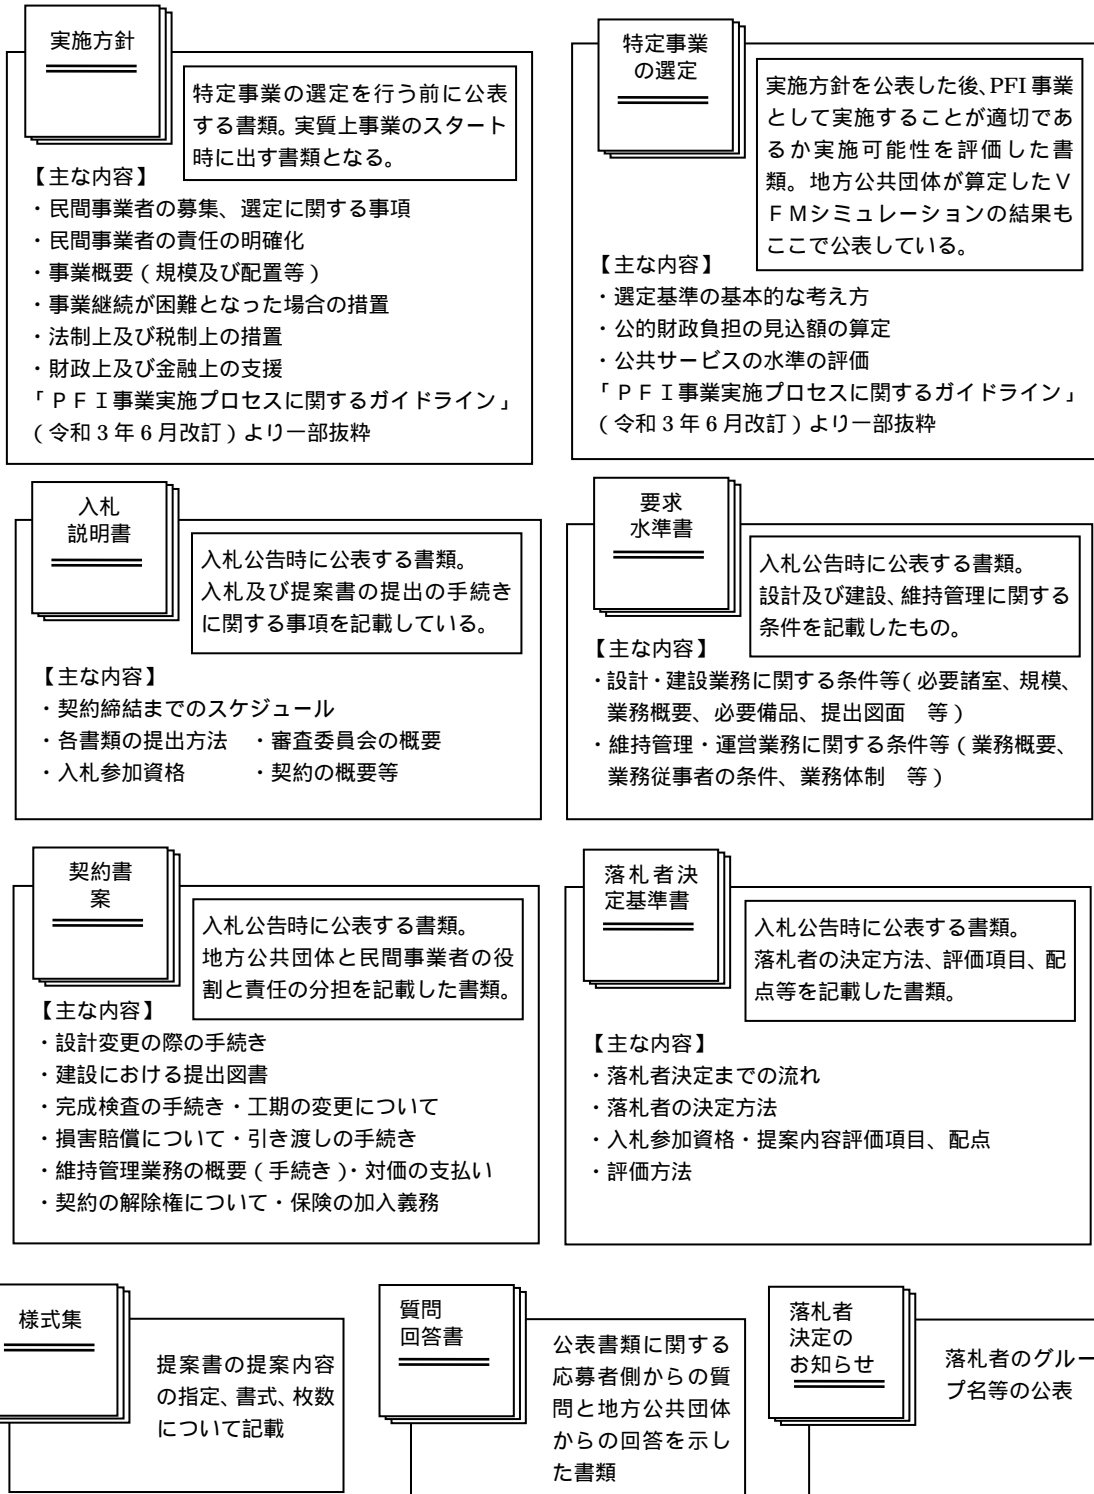 実施方針
特定事業の選定を行う前に公表
する書類。実質上事業のスタート
時に出す書類となる。
【主な内容】
・民間事業者の募集、選定に関する事項
・民間事業者の責任の明確化
・事業概要(規模及び配置等)
・事業継続が困難となった場合の措置
・法制上及び税制上の措置
・財政上及び金融上の支援
「ＰＦＩ事業実施プロセスに関するガイドライン」
(令和３年６月改訂)より一部抜粋
特定事業
の選定
実施方針を公表した後、PFI 事業
として実施することが適切であ
るか実施可能性を評価した書
類。地方公共団体が算定したＶ
ＦＭシミュレーションの結果も
ここで公表している。
【主な内容】
・選定基準の基本的な考え方
・公的財政負担の見込額の算定
・公共サービスの水準の評価
「ＰＦＩ事業実施プロセスに関するガイドライン」
(令和３年６月改訂)より一部抜粋
入札
説明書
入札公告時に公表する書類。
入札及び提案書の提出の手続き
に関する事項を記載している。
【主な内容】
・契約締結までのスケジュール
・各書類の提出方法　・審査委員会の概要
・入札参加資格　　　・契約の概要等
要求
水準書
入札公告時に公表する書類。
設計及び建設、維持管理に関する
条件を記載したもの。
【主な内容】
・設計・建設業務に関する条件等(必要諸室、規模、
業務概要、必要備品、提出図面　等)
・維持管理・運営業務に関する条件等(業務概要、
業務従事者の条件、業務体制　等)
契約書
案
入札公告時に公表する書類。
地方公共団体と民間事業者の役
割と責任の分担を記載した書類。
【主な内容】
・設計変更の際の手続き
・建設における提出図書
・完成検査の手続き・工期の変更について
・損害賠償について・引き渡しの手続き
・維持管理業務の概要(手続き)・対価の支払い
・契約の解除権について・保険の加入義務
落札者決
定基準書
入札公告時に公表する書類。
落札者の決定方法、評価項目、配
点等を記載した書類。
【主な内容】
・落札者決定までの流れ
・落札者の決定方法
・入札参加資格・提案内容評価項目、配点
・評価方法
様式集
提案書の提案内容
の指定、書式、枚数
について記載
質問
回答書
公表書類に関する
応募者側からの質
問と地方公共団体
からの回答を示し
た書類
落札者
決定の
お知らせ
落札者のグルー
プ名等の公表